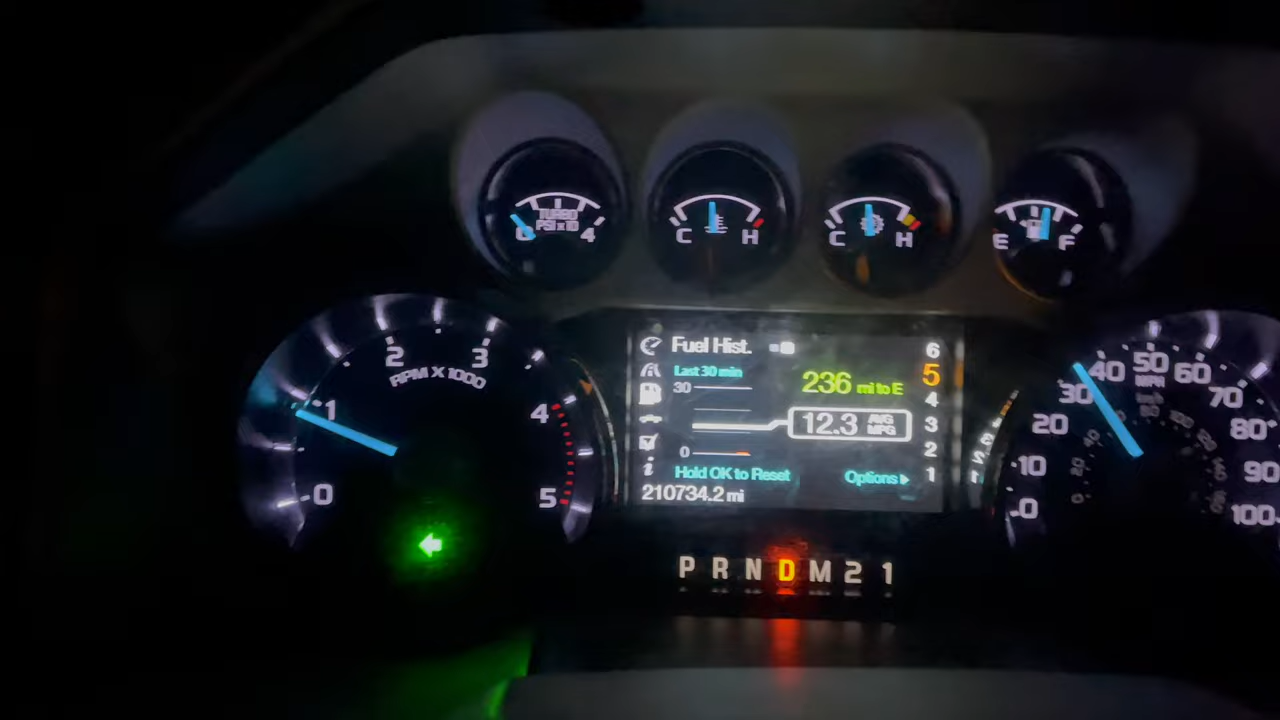 TURBO
PSI x 10
0 4
C H
C H
E F
0 1 2 3 4 5
RPM X 1000
Fuel Hist.
Last 30 min
30
0
236 mi to E
12.3 AVG MPG
Hold OK to Reset
Options
210734.2 mi
6
5
4
3
2
1
P R N D M 2 1
0 10 20 30 40 50 60 70 80 90 100
MPH
km/h